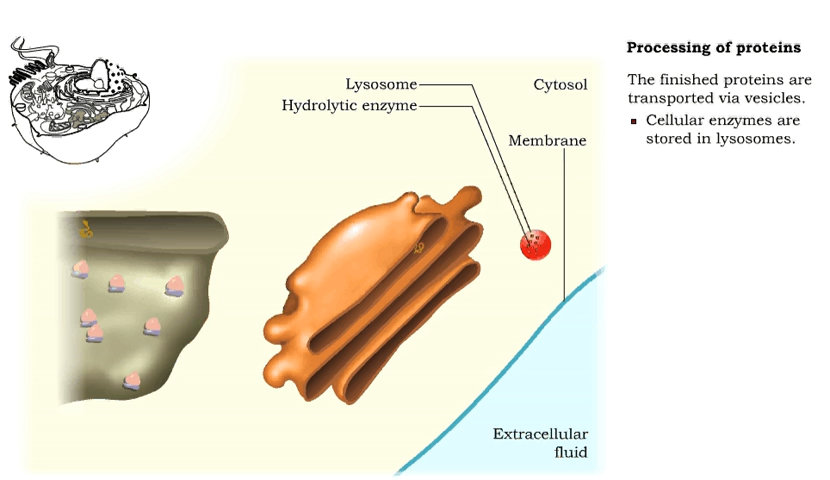 Processing of proteins
The finished proteins are
transported via vesicles.
▪ Cellular enzymes are
stored in lysosomes.
Lysosome
Hydrolytic enzyme
Cytosol
Membrane
Extracellular
fluid